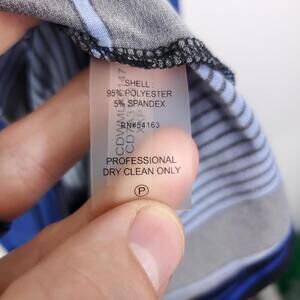 SHELL:
95% POLYESTER
5% SPANDEX
RN#54163
PROFESSIONAL
DRY CLEAN ONLY
P